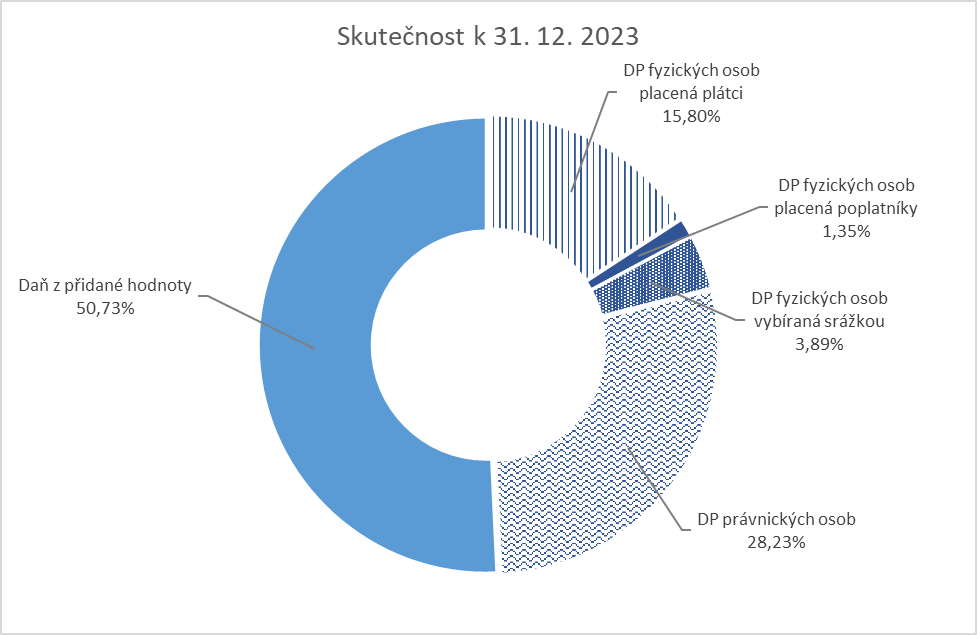 Skutečnost k 31. 12. 2023
DP fyzických osob
placená plátci
15,80%
DP fyzických osob
placená poplatníky
1,35%
DP fyzických osob
vybíraná srážkou
3,89%
DP právnických osob
28,23%
Daň z přidané hodnoty
50,73%